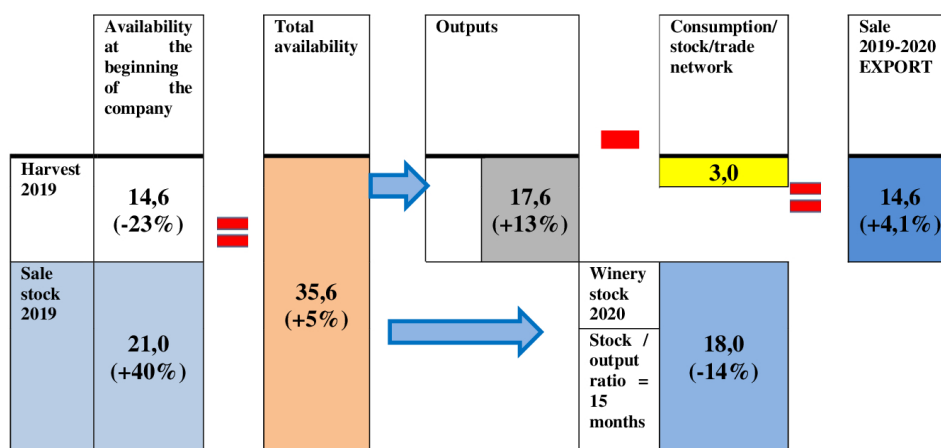 Availability
at the
beginning
of the
company
Total
availability
Outputs
Consumption/
stock/trade
network
Sale
2019-2020
EXPORT
Harvest
2019
14,6
(-23%)
17,6
(+13%)
3,0
14,6
(+4,1%)
Sale
stock
2019
21,0
(+40%)
35,6
(+5%)
Winery
stock
2020
Stock /
output
ratio =
15
months
18,0
(-14%)